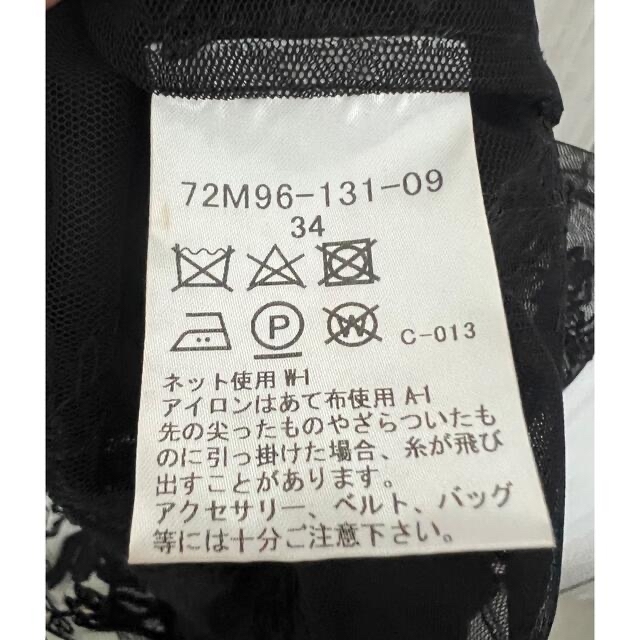 72M96-131-09
34
P W C-013
ネット使用 W-1
アイロンはあて布使用 A-1
先の尖ったものやざらついたも
のに引っ掛けた場合、糸が飛び
出すことがあります。
アクセサリー、ベルト、バッグ
等には十分ご注意下さい。